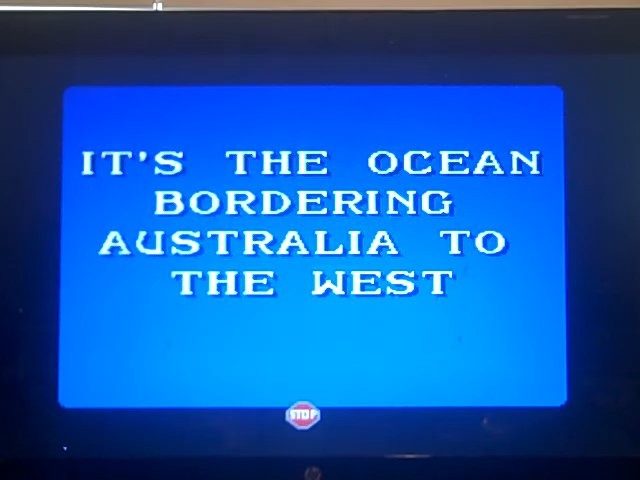 IT'S THE OCEAN
BORDERING
AUSTRALIA TO
THE WEST
STOP